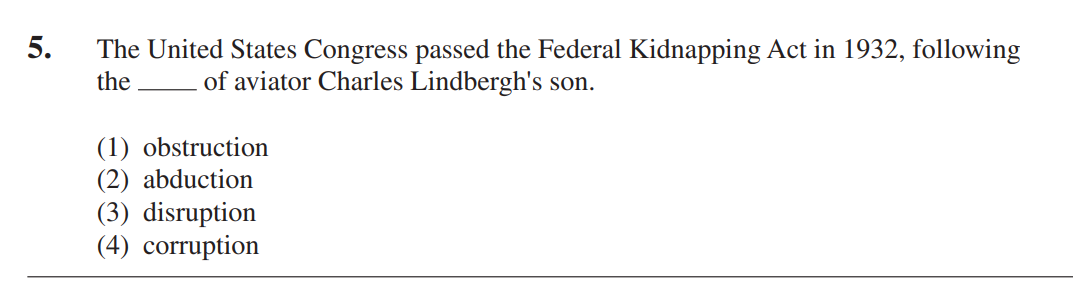 5. The United States Congress passed the Federal Kidnapping Act in 1932, following
the _____ of aviator Charles Lindbergh's son.
(1) obstruction
(2) abduction
(3) disruption
(4) corruption